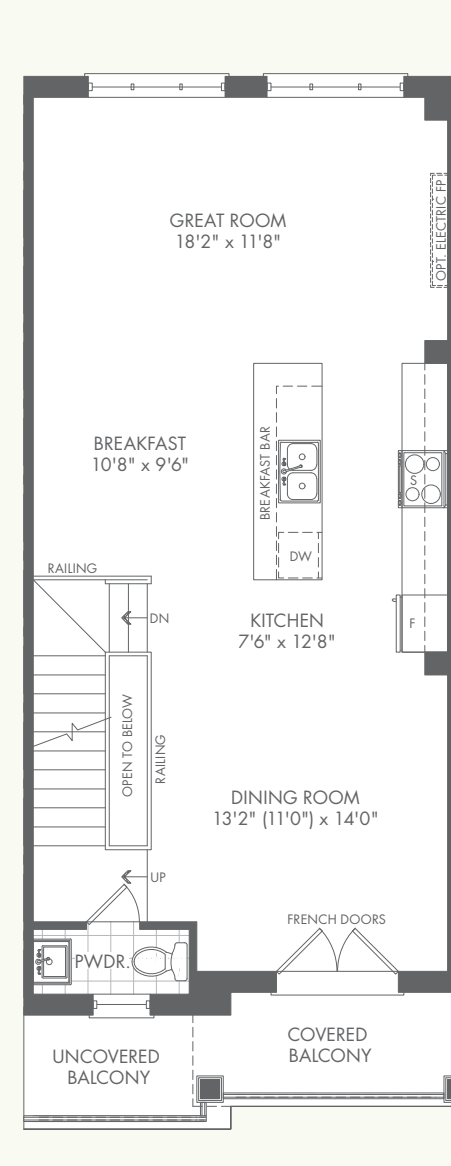 GREAT ROOM
18'2" x 11'8"
OPT. ELECTRIC FP
BREAKFAST
10'8" x 9'6"
BREAKFAST BAR
S
DW
RAILING
DN
KITCHEN
7'6" x 12'8"
F
OPEN TO BELOW
RAILING
DINING ROOM
13'2" (11'0") x 14'0"
UP
FRENCH DOORS
PWDR.
UNCOVERED
BALCONY
COVERED
BALCONY